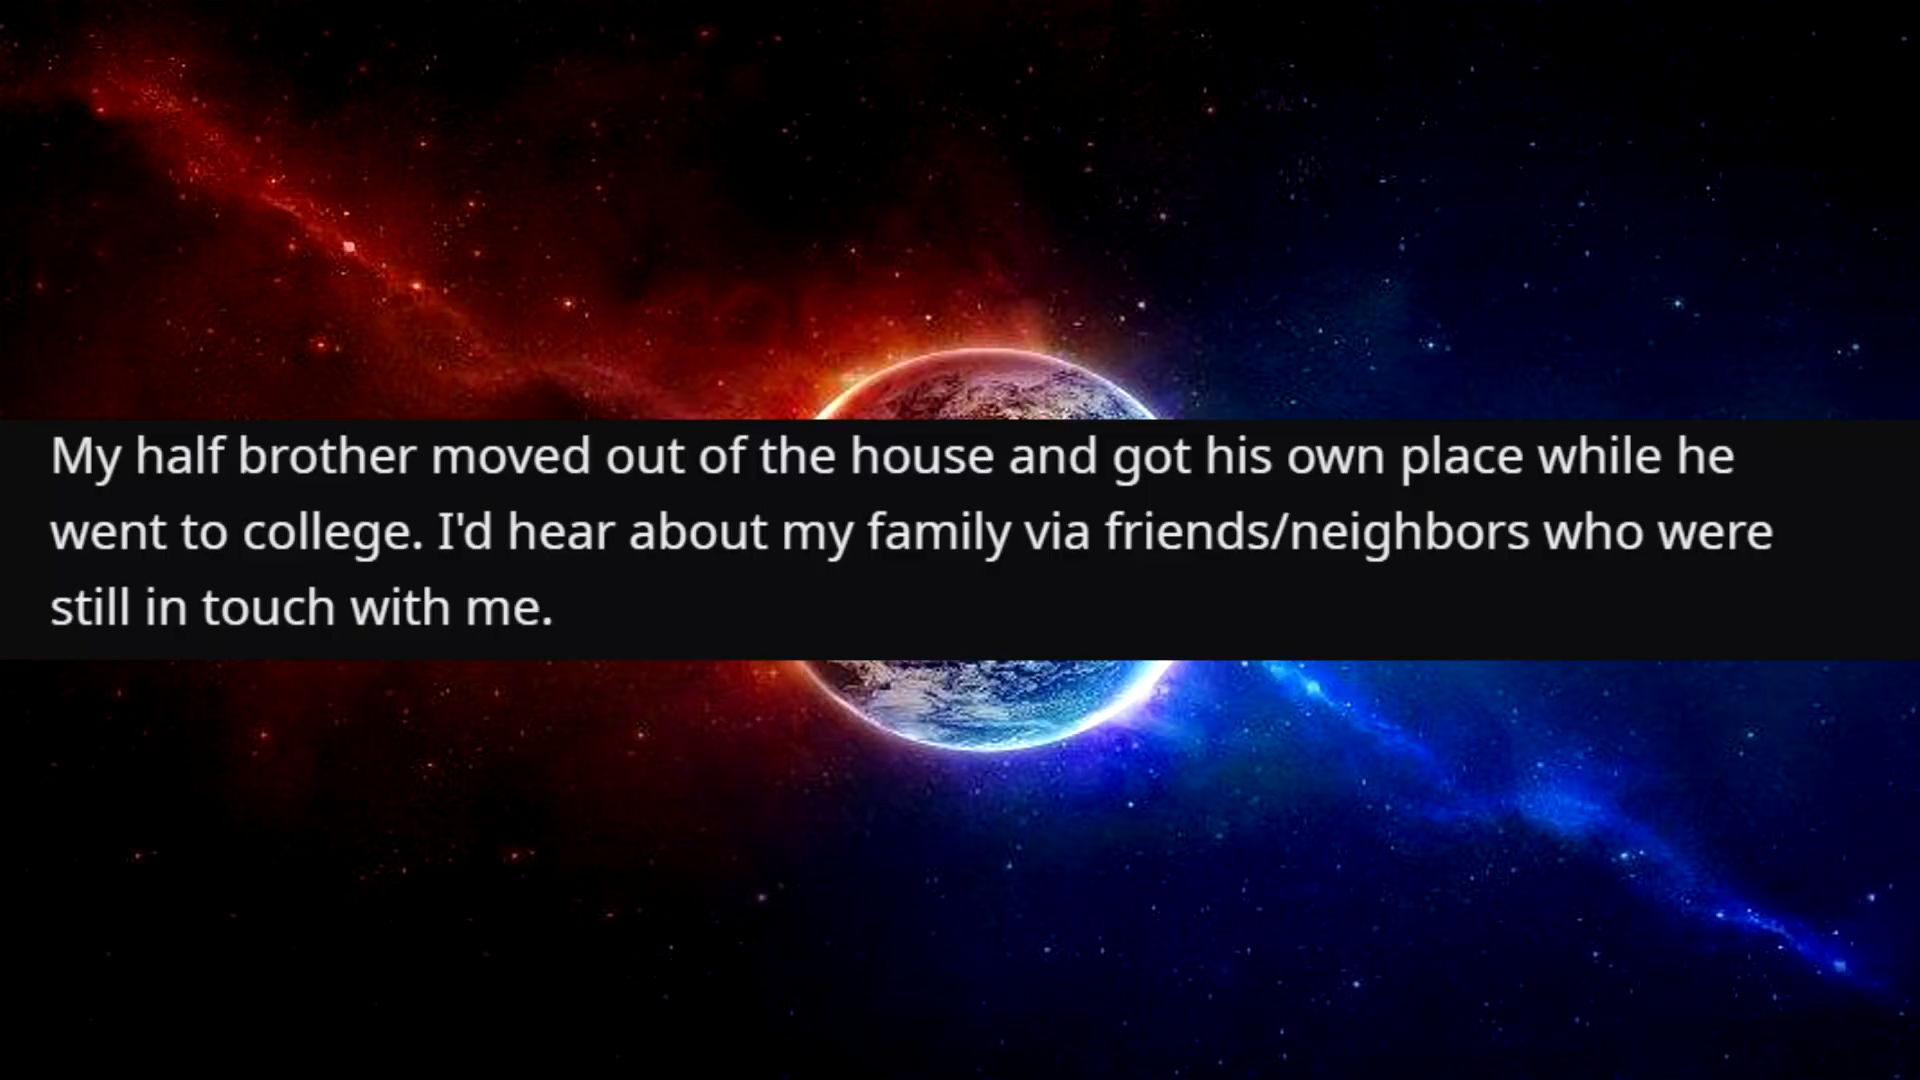 My half brother moved out of the house and got his own place while he
went to college. I'd hear about my family via friends/neighbors who were
still in touch with me.